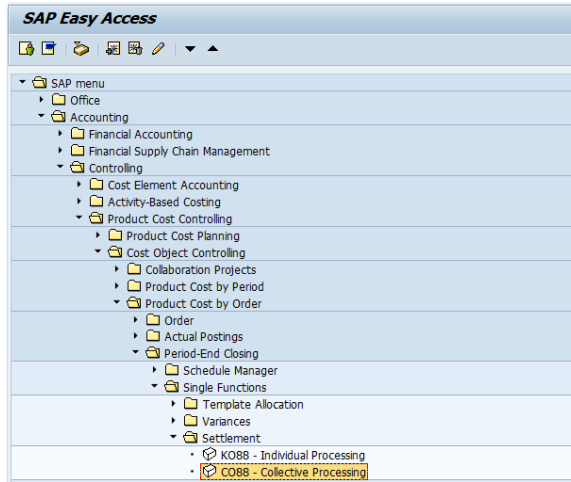 SAP Easy Access
SAP menu
Office
Accounting
Financial Accounting
Financial Supply Chain Management
Controlling
Cost Element Accounting
Activity-Based Costing
Product Cost Controlling
Product Cost Planning
Cost Object Controlling
Collaboration Projects
Product Cost by Period
Product Cost by Order
Order
Actual Postings
Period-End Closing
Schedule Manager
Single Functions
Template Allocation
Variances
Settlement
KO88 - Individual Processing
CO88 - Collective Processing